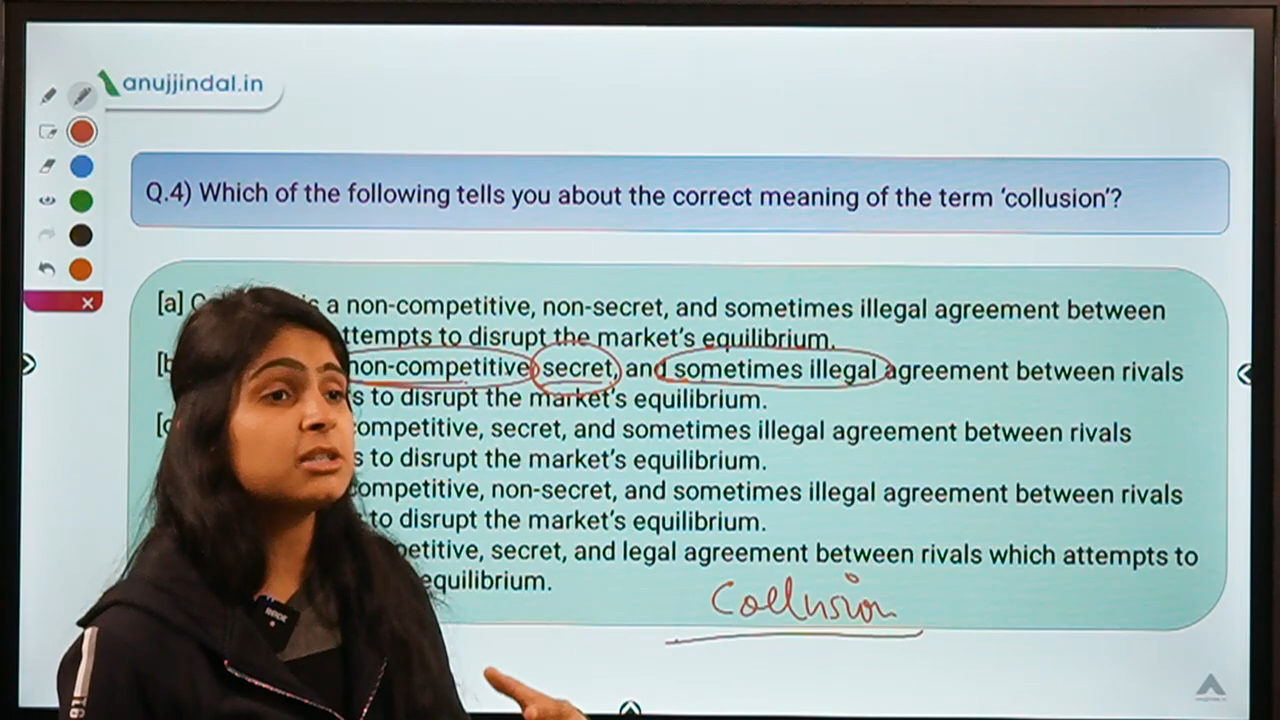 anujjindal.in
Q.4) Which of the following tells you about the correct meaning of the term ‘collusion’?
[a] is a non-competitive, non-secret, and sometimes illegal agreement between
attempts to disrupt the market’s equilibrium.
non-competitive, secret, and sometimes illegal agreement between rivals
s to disrupt the market’s equilibrium.
competitive, secret, and sometimes illegal agreement between rivals
s to disrupt the market’s equilibrium.
competitive, non-secret, and sometimes illegal agreement between rivals
to disrupt the market’s equilibrium.
petitive, secret, and legal agreement between rivals which attempts to
equilibrium.
Collusion